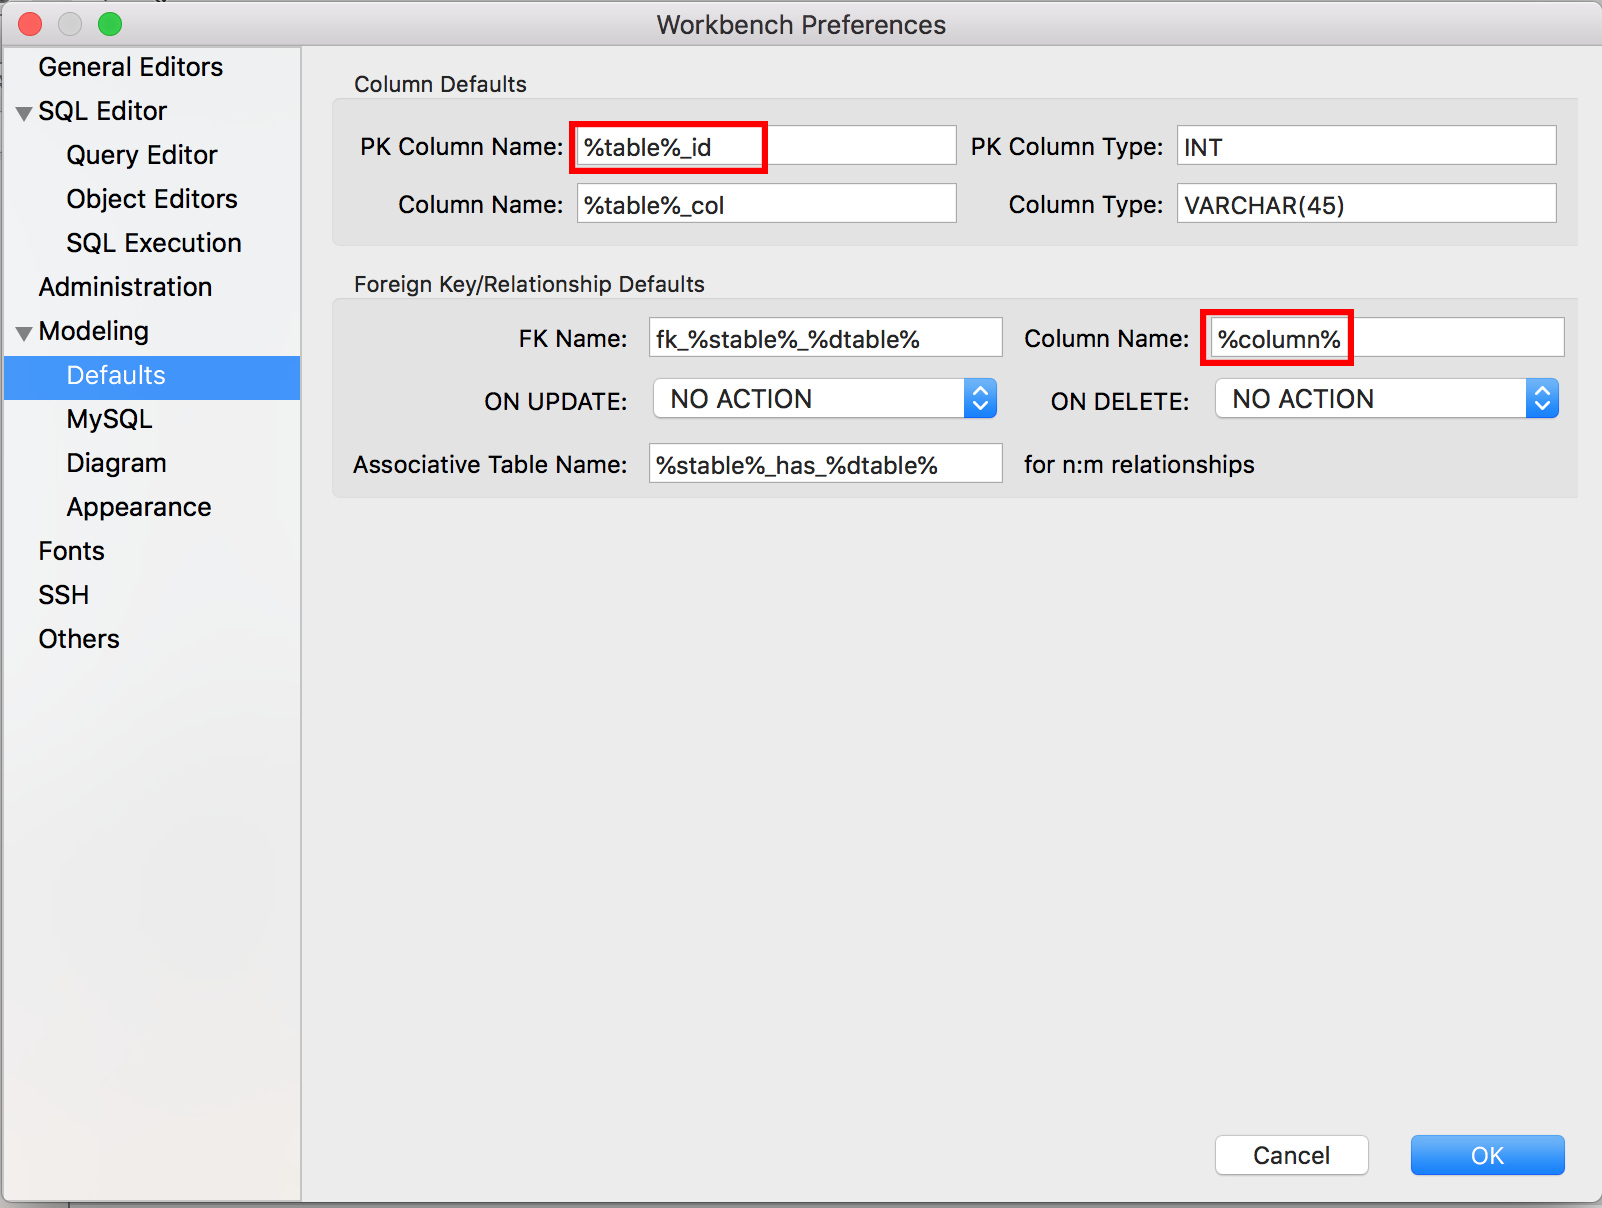 Workbench Preferences
General Editors
SQL Editor
Query Editor
Object Editors
SQL Execution
Administration
Modeling
Defaults
MySQL
Diagram
Appearance
Fonts
SSH
Others
Column Defaults
PK Column Name: %table%_id PK Column Type: INT
Column Name: %table%_col Column Type: VARCHAR(45)
Foreign Key/Relationship Defaults
FK Name: fk_%stable%_%dtable% Column Name: %column%
ON UPDATE: NO ACTION ON DELETE: NO ACTION
Associative Table Name: %stable%_has_%dtable% for n:m relationships
Cancel OK